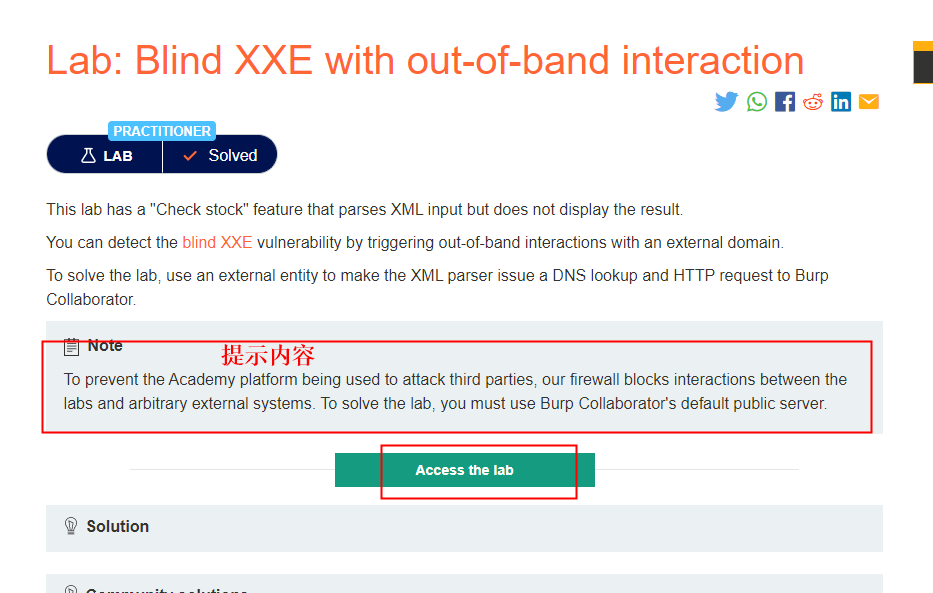 Lab: Blind XXE with out-of-band interaction
PRACTITIONER
LAB
Solved
This lab has a "Check stock" feature that parses XML input but does not display the result.
You can detect the blind XXE vulnerability by triggering out-of-band interactions with an external domain.
To solve the lab, use an external entity to make the XML parser issue a DNS lookup and HTTP request to Burp
Collaborator.
Note
提示内容
To prevent the Academy platform being used to attack third parties, our firewall blocks interactions between the
labs and arbitrary external systems. To solve the lab, you must use Burp Collaborator's default public server.
Access the lab
Solution
Community solutions